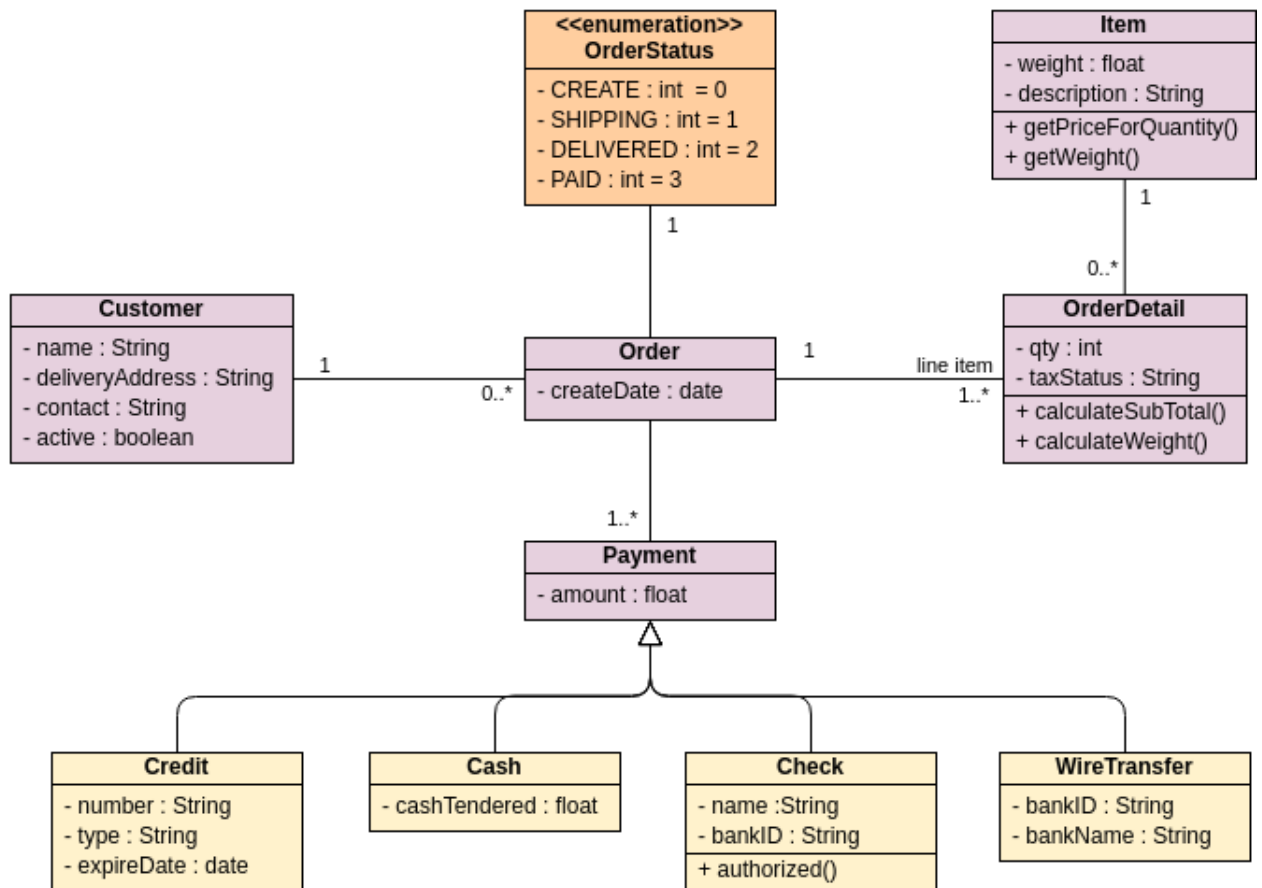 <<enumeration>>
OrderStatus
- CREATE : int  = 0
- SHIPPING : int = 1
- DELIVERED : int = 2
- PAID : int = 3
1
Item
- weight : float
- description : String
+ getPriceForQuantity()
+ getWeight()
1
0..*
Customer
- name : String
- deliveryAddress : String
- contact : String
- active : boolean
1
0..*
Order
- createDate : date
1
line item
1..*
OrderDetail
- qty : int
- taxStatus : String
+ calculateSubTotal()
+ calculateWeight()
1..*
Payment
- amount : float
Credit
- number : String
- type : String
- expireDate : date
Cash
- cashTendered : float
Check
- name :String
- bankID : String
+ authorized()
WireTransfer
- bankID : String
- bankName : String